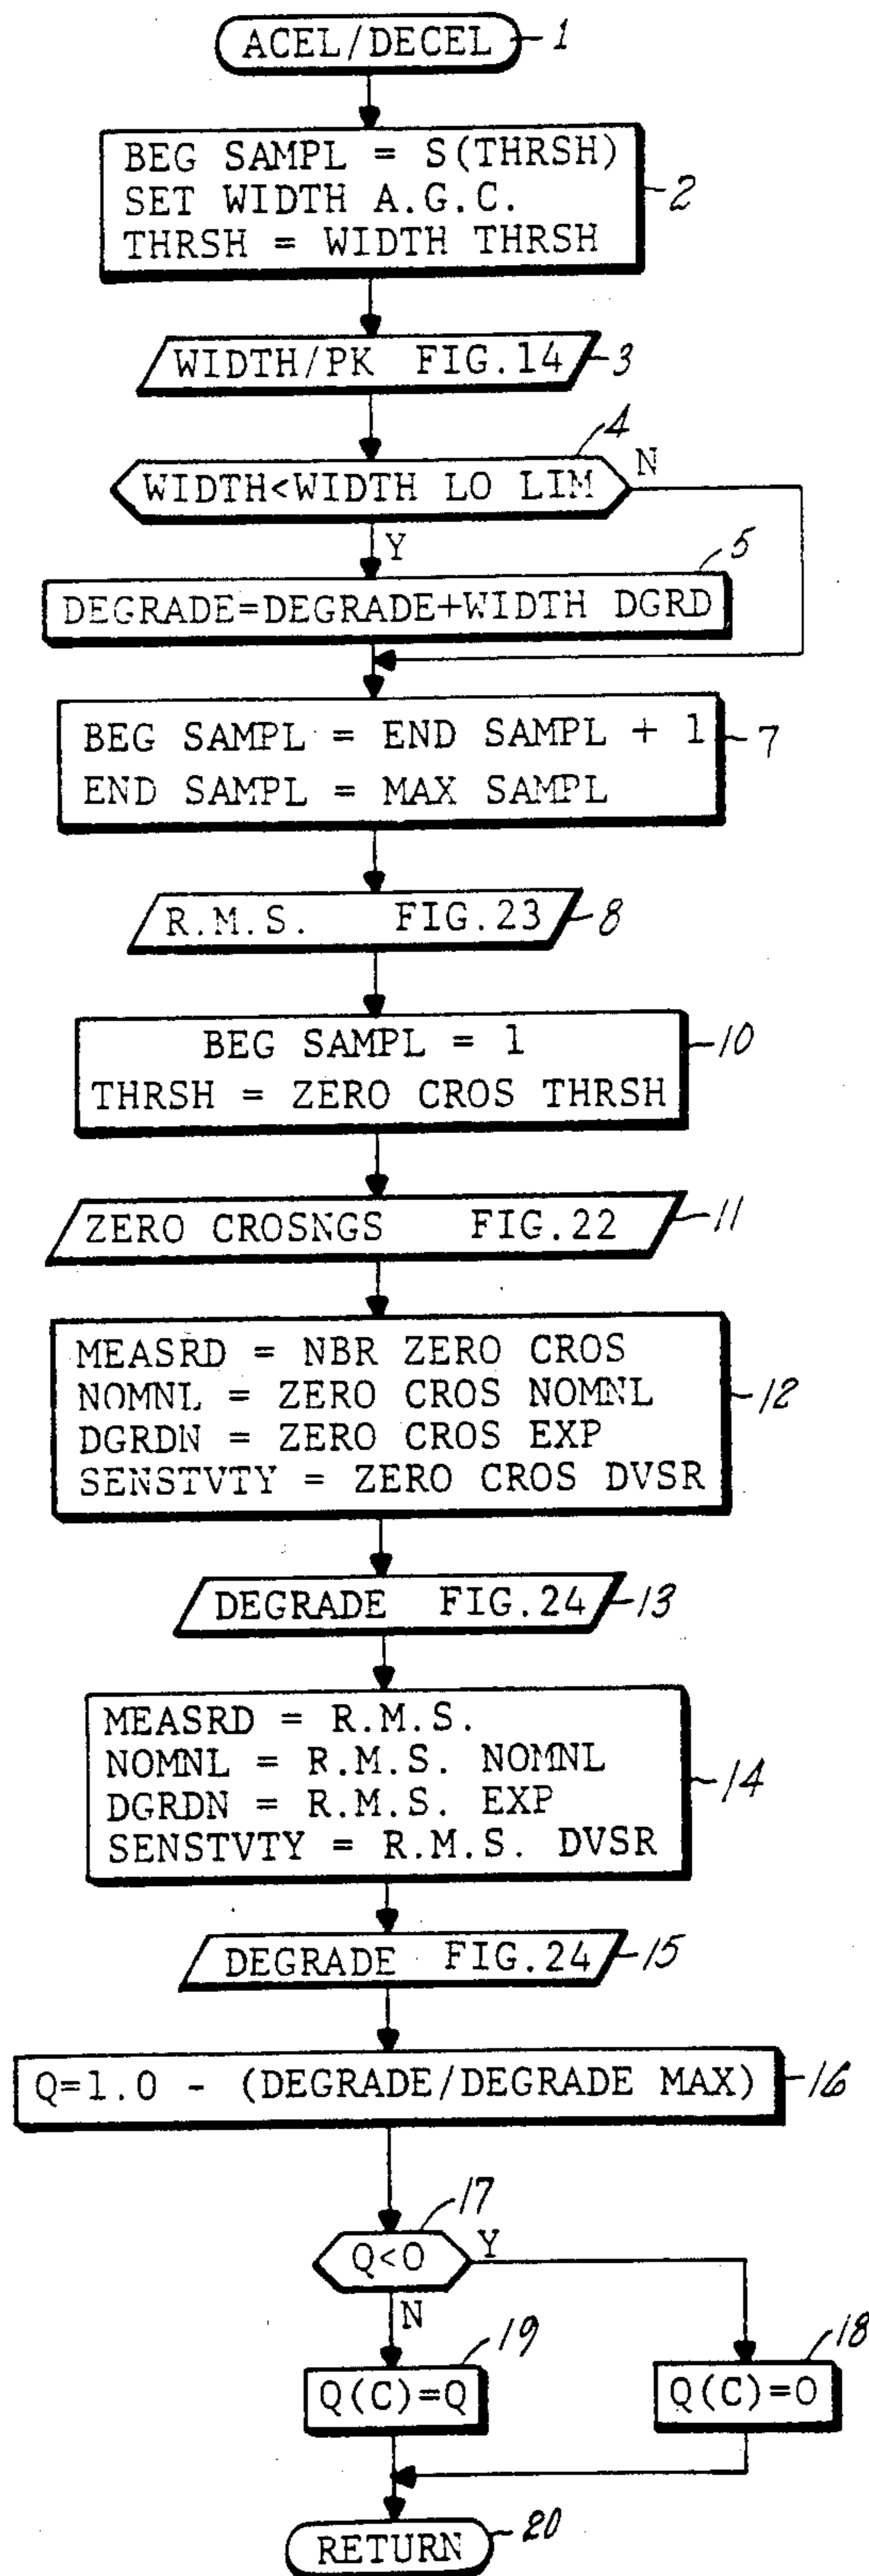 ACEL/DECEL 1
BEG SAMPL = S(THRSH)
SET WIDTH A.G.C.
THRSH = WIDTH THRSH
2
WIDTH/PK FIG.14 3
4
WIDTH<WIDTH LO LIM N
Y
5
DEGRADE=DEGRADE+WIDTH DGRD
BEG SAMPL = END SAMPL + 1
END SAMPL = MAX SAMPL
7
R.M.S. FIG.23 8
BEG SAMPL = 1
THRSH = ZERO CROS THRSH
10
ZERO CROSNGS FIG.22 11
MEASRD = NBR ZERO CROS
NOMNL = ZERO CROS NOMNL
DGRDN = ZERO CROS EXP
SENSTVTY = ZERO CROS DVSR
12
DEGRADE FIG.24 13
MEASRD = R.M.S.
NOMNL = R.M.S. NOMNL
DGRDN = R.M.S. EXP
SENSTVTY = R.M.S. DVSR
14
DEGRADE FIG.24 15
Q=1.0 - (DEGRADE/DEGRADE MAX) 16
17
Q<0 Y
N
19 18
Q(C)=Q Q(C)=0
RETURN 20